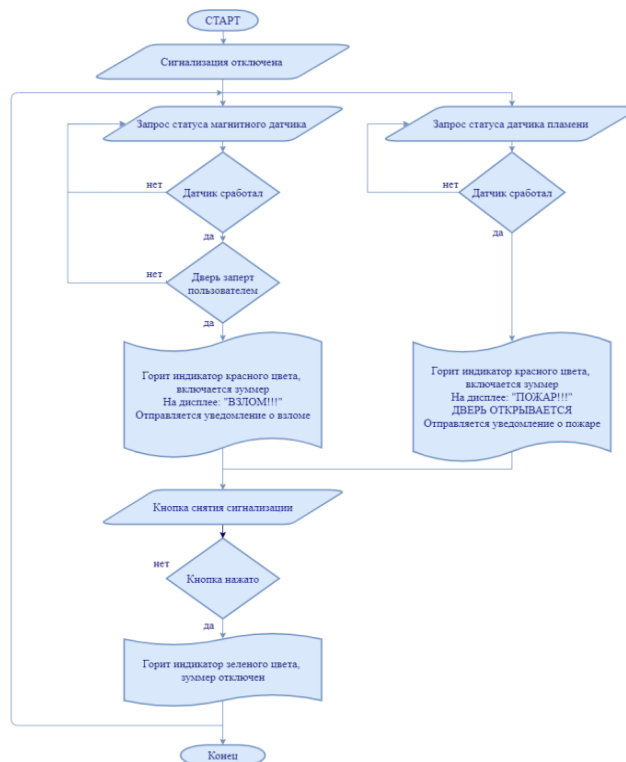 СТАРТ
Сигнализация отключена
Запрос статуса магнитного датчика
Запрос статуса датчика пламени
нет
Датчик сработал
нет
Датчик сработал
да
да
нет
Дверь заперт
пользователем
да
Горит индикатор красного цвета,
включается зуммер
На дисплее: "ВЗЛОМ!!!"
Отправляется уведомление о взломе
Горит индикатор красного цвета,
включается зуммер
На дисплее: "ПОЖАР!!!"
ДВЕРЬ ОТКРЫВАЕТСЯ
Отправляется уведомление о пожаре
Кнопка снятия сигнализации
нет
Кнопка нажато
да
Горит индикатор зеленого цвета,
зуммер отключен
Конец